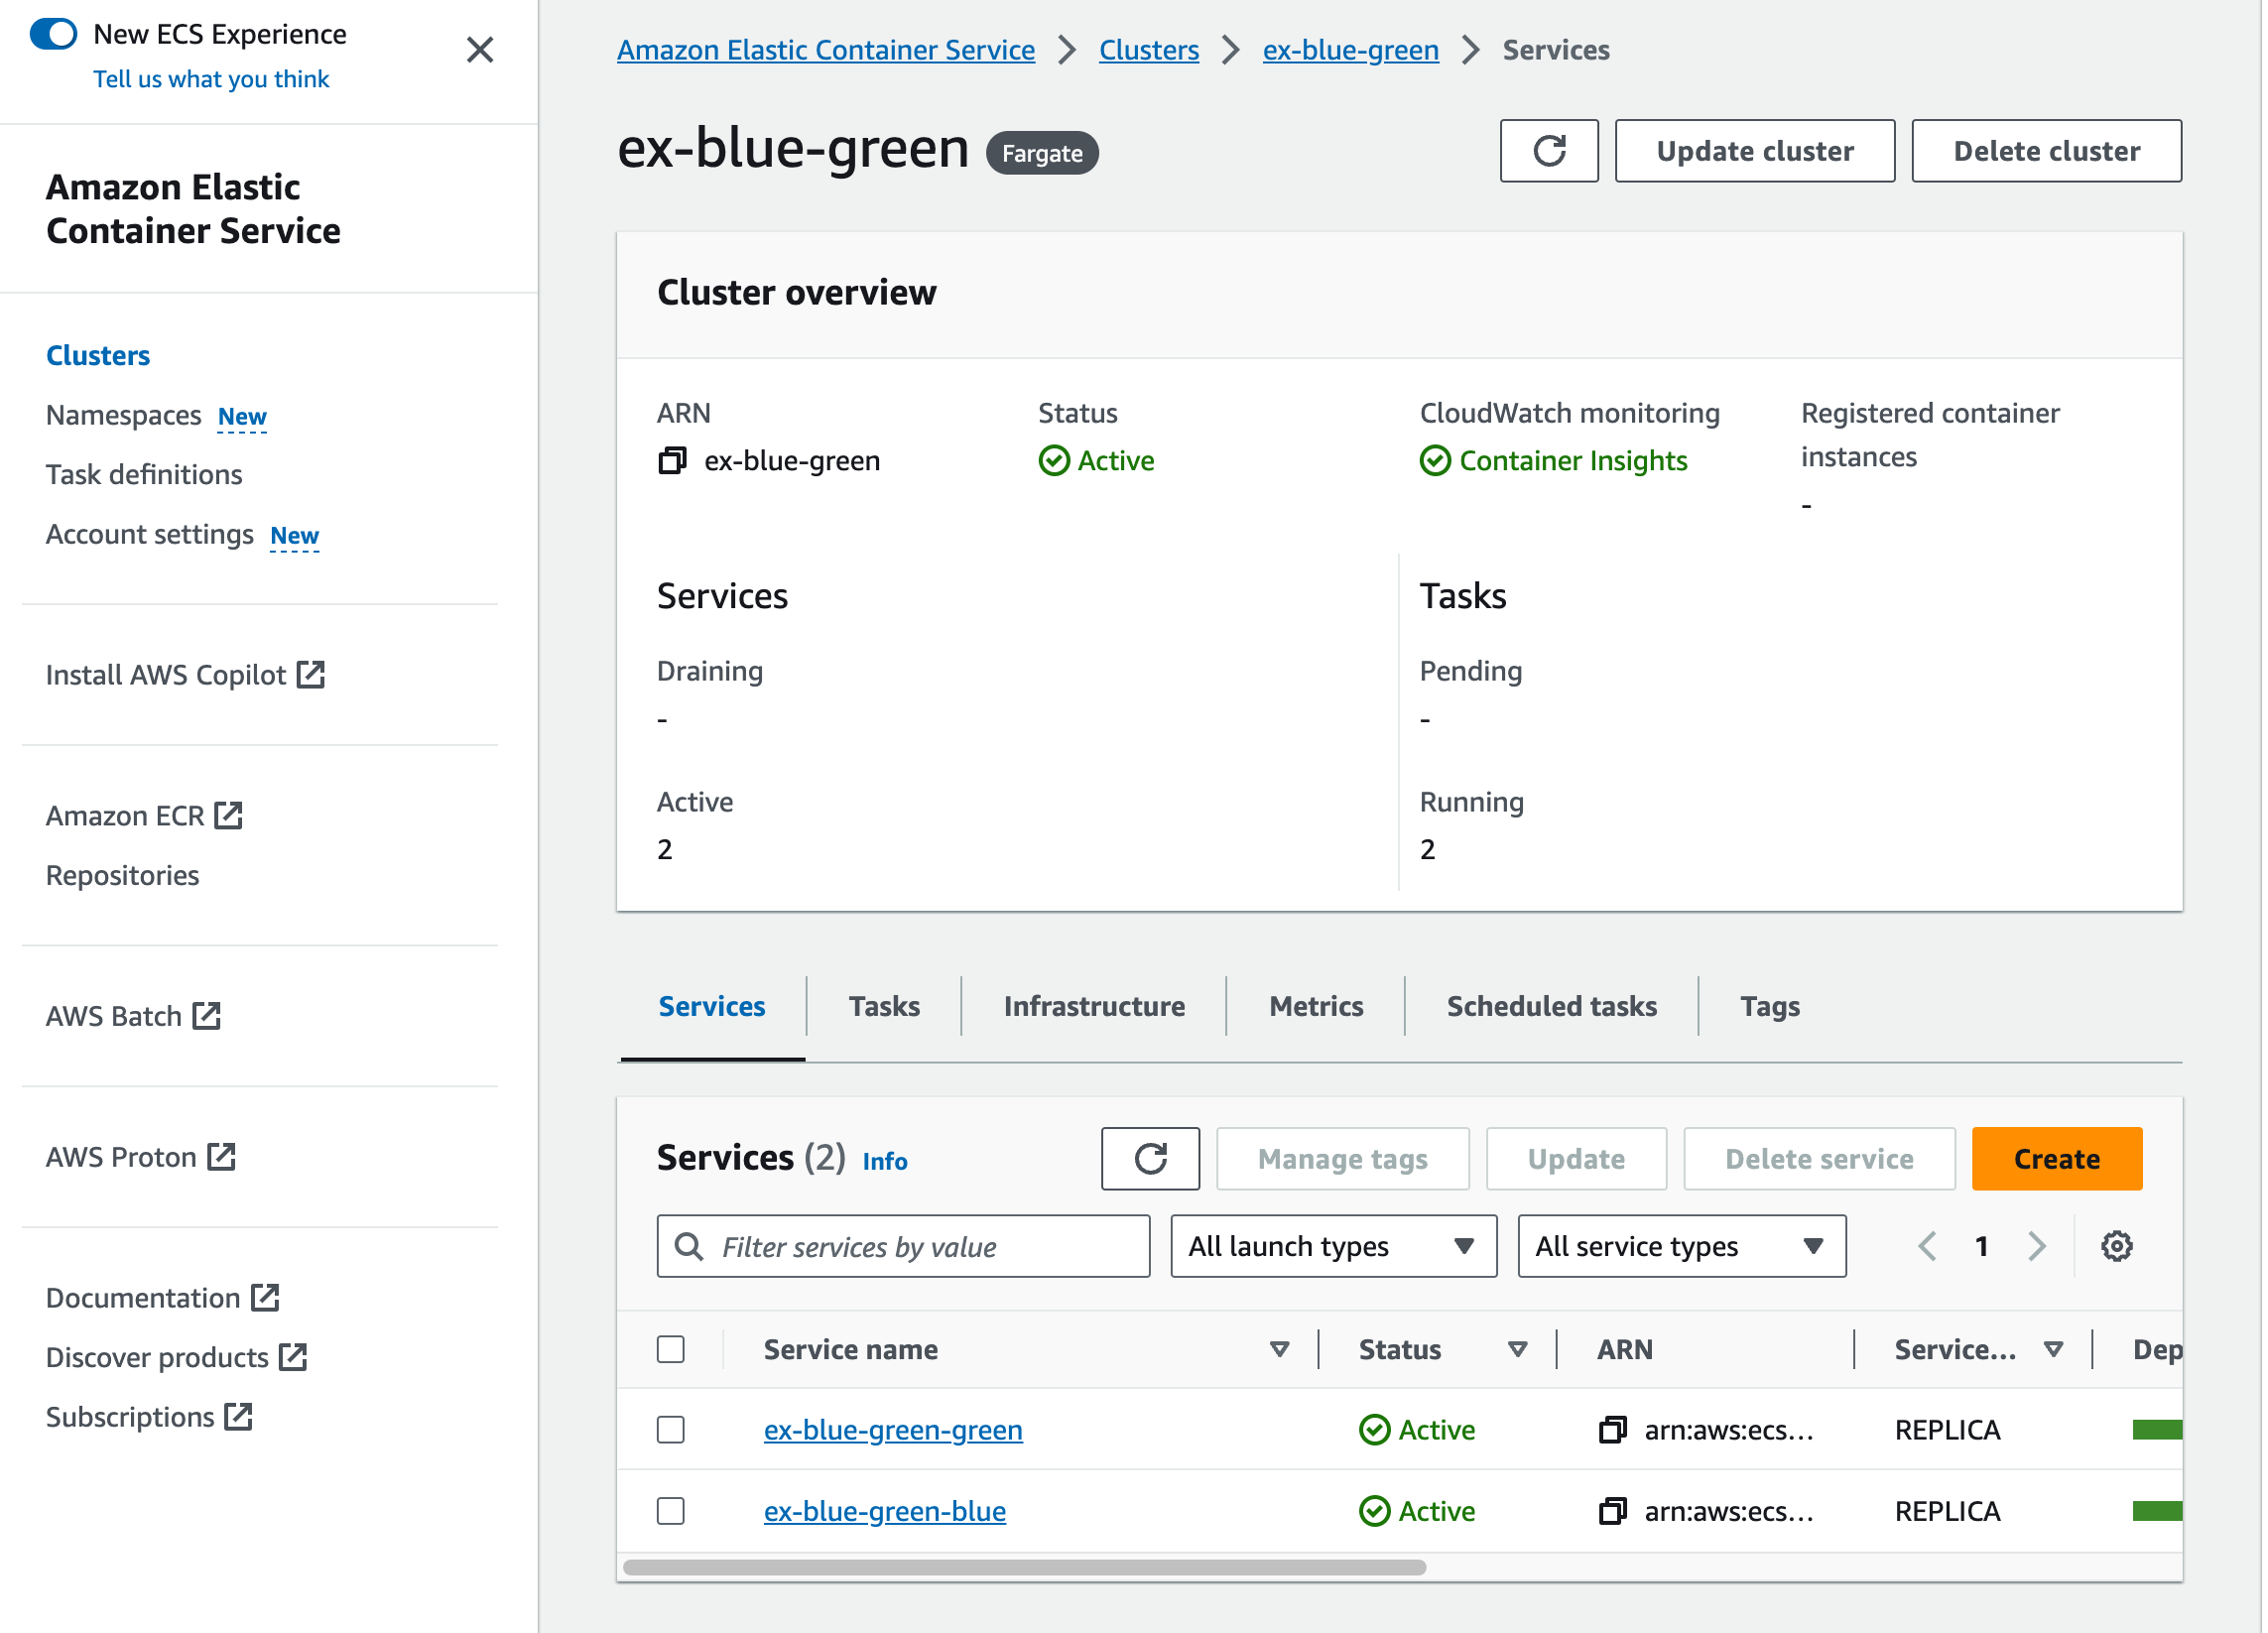 New ECS Experience
Tell us what you think
Amazon Elastic
Container Service
Clusters
Namespaces New
Task definitions
Account settings New
Install AWS Copilot
Amazon ECR
Repositories
AWS Batch
AWS Proton
Documentation
Discover products
Subscriptions
Amazon Elastic Container Service > Clusters > ex-blue-green > Services
ex-blue-green Fargate
Update cluster Delete cluster
Cluster overview
ARN
ex-blue-green
Status
Active
CloudWatch monitoring
Container Insights
Registered container
instances
-
Services
Draining
-
Active
2
Tasks
Pending
-
Running
2
Services Tasks Infrastructure Metrics Scheduled tasks Tags
Services (2) Info Manage tags Update Delete service Create
Filter services by value All launch types All service types 1
Service name Status ARN Service... Dep
ex-blue-green-green Active arn:aws:ecs... REPLICA
ex-blue-green-blue Active arn:aws:ecs... REPLICA